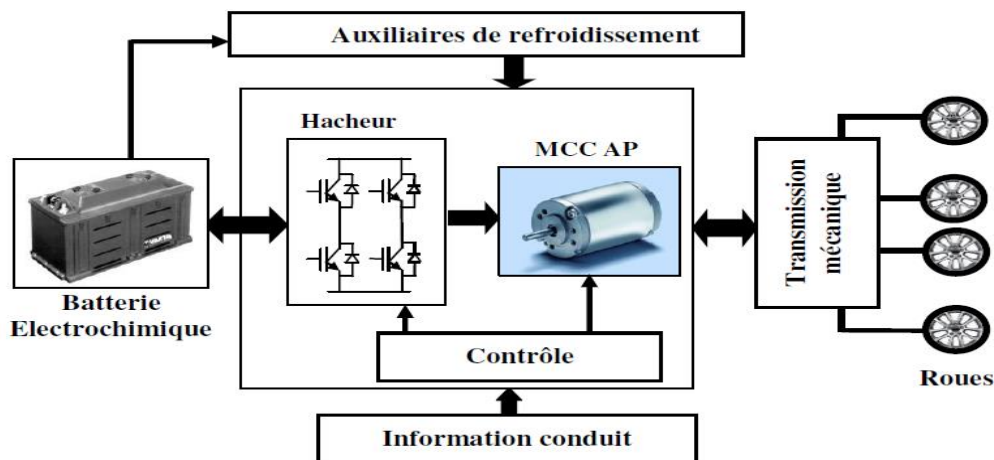 Auxiliaires de refroidissement
Hacheur
MCC AP
Batterie
Electrochimique
Contrôle
Transmission
mécanique
Roues
Information conduit